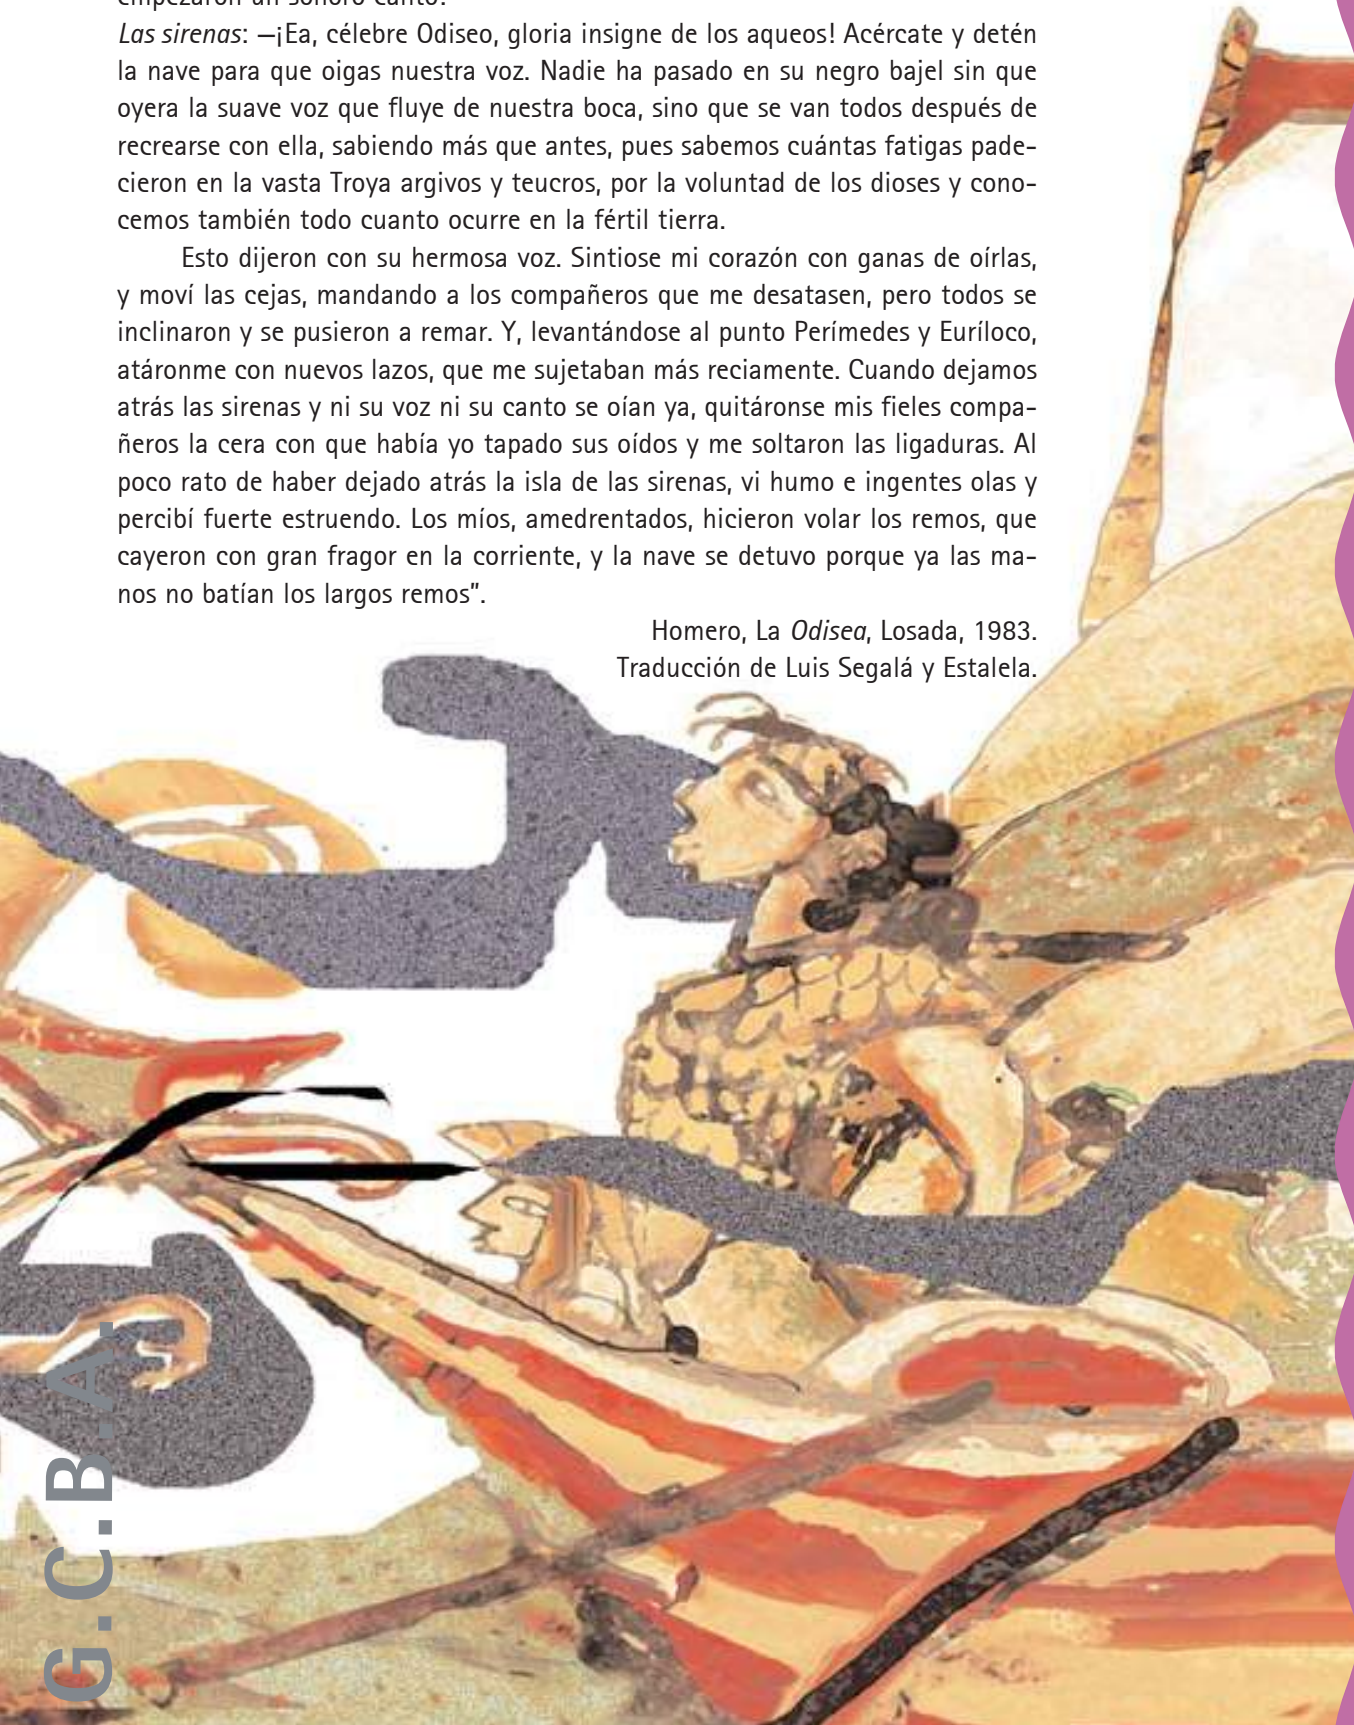 empezaron un sonoro canto:
Las sirenas: —¡Ea, célebre Odiseo, gloria insigne de los aqueos! Acércate y detén
la nave para que oigas nuestra voz. Nadie ha pasado en su negro bajel sin que
oyera la suave voz que fluye de nuestra boca, sino que se van todos después de
recrearse con ella, sabiendo más que antes, pues sabemos cuántas fatigas pade-
cieron en la vasta Troya argivos y teucros, por la voluntad de los dioses y cono-
cemos también todo cuanto ocurre en la fértil tierra.
Esto dijeron con su hermosa voz. Sintiose mi corazón con ganas de oírlas,
y moví las cejas, mandando a los compañeros que me desatasen, pero todos se
inclinaron y se pusieron a remar. Y, levantándose al punto Perímedes y Euríloco,
atáronme con nuevos lazos, que me sujetaban más reciamente. Cuando dejamos
atrás las sirenas y ni su voz ni su canto se oían ya, quitáronse mis fieles compa-
ñeros la cera con que había yo tapado sus oídos y me soltaron las ligaduras. Al
poco rato de haber dejado atrás la isla de las sirenas, vi humo e ingentes olas y
percibí fuerte estruendo. Los míos, amedrentados, hicieron volar los remos, que
cayeron con gran fragor en la corriente, y la nave se detuvo porque ya las ma-
nos no batían los largos remos”.
Homero, La Odisea, Losada, 1983.
Traducción de Luis Segalá y Estalela.
G.C.B.A.